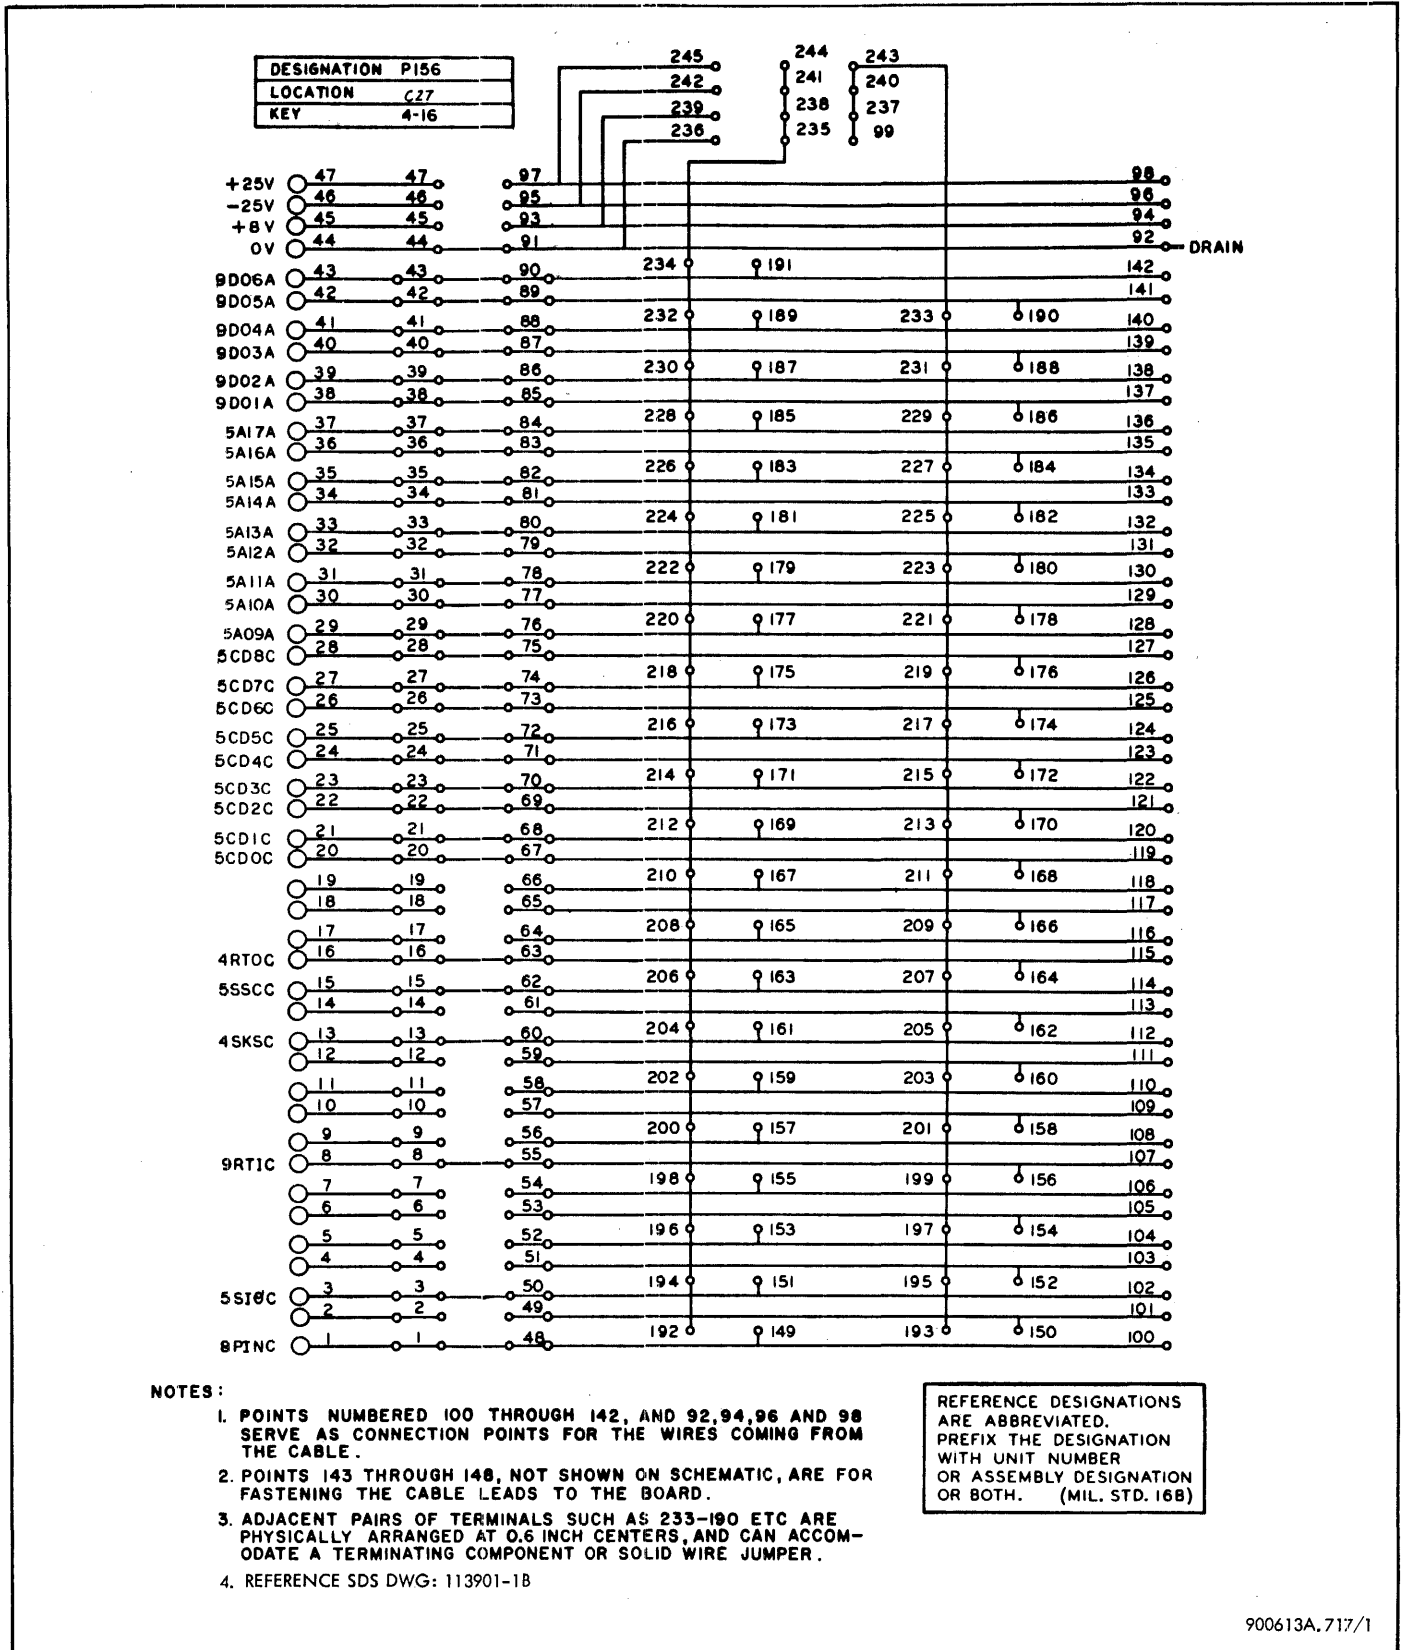 245 244 243
DESIGNATION P156
242 241 240
LOCATION C27
239 238 237
KEY 4-16
236 235 99
+25V 47 47 97 98
-25V 46 46 95 96
+8V 45 45 93 94
0V 44 44 91 92 DRAIN
9D06A 43 43 90 234 191 142
9D05A 42 42 89 141
9D04A 41 41 88 232 189 233 190 140
9D03A 40 40 87 139
9D02A 39 39 86 230 187 231 188 138
9D01A 38 38 85 137
5A17A 37 37 84 228 185 229 186 136
5A16A 36 36 83 135
5A15A 35 35 82 226 183 227 184 134
5A14A 34 34 81 133
5A13A 33 33 80 224 181 225 182 132
5A12A 32 32 79 131
5A11A 31 31 78 222 179 223 180 130
5A10A 30 30 77 129
5A09A 29 29 76 220 177 221 178 128
5CD8C 28 28 75 127
5CD7C 27 27 74 218 175 219 176 126
5CD6C 26 26 73 125
5CD5C 25 25 72 216 173 217 174 124
5CD4C 24 24 71 123
5CD3C 23 23 70 214 171 215 172 122
5CD2C 22 22 69 121
5CD1C 21 21 68 212 169 213 170 120
5CD0C 20 20 67 119
19 19 66 210 167 211 168 118
18 18 65 117
17 17 64 208 165 209 166 116
4RTOC 16 16 63 115
5SSCC 15 15 62 206 163 207 164 114
14 14 61 113
4SKSC 13 13 60 204 161 205 162 112
12 12 59 111
11 11 58 202 159 203 160 110
10 10 57 109
9 9 56 200 157 201 158 108
9RTIC 8 8 55 107
7 7 54 198 155 199 156 106
6 6 53 105
5 5 52 196 153 197 154 104
4 4 51 103
5SIØC 3 3 50 194 151 195 152 102
2 2 49 101
8PINC 1 1 48 192 149 193 150 100
NOTES:
1. POINTS NUMBERED 100 THROUGH 142, AND 92,94,96 AND 98
SERVE AS CONNECTION POINTS FOR THE WIRES COMING FROM
THE CABLE.
2. POINTS 143 THROUGH 148, NOT SHOWN ON SCHEMATIC, ARE FOR
FASTENING THE CABLE LEADS TO THE BOARD.
3. ADJACENT PAIRS OF TERMINALS SUCH AS 233-190 ETC ARE
PHYSICALLY ARRANGED AT 0.6 INCH CENTERS, AND CAN ACCOM-
ODATE A TERMINATING COMPONENT OR SOLID WIRE JUMPER.
4. REFERENCE SDS DWG: 113901-1B
REFERENCE DESIGNATIONS
ARE ABBREVIATED.
PREFIX THE DESIGNATION
WITH UNIT NUMBER
OR ASSEMBLY DESIGNATION
OR BOTH. (MIL. STD. 16B)
900613A.717/1